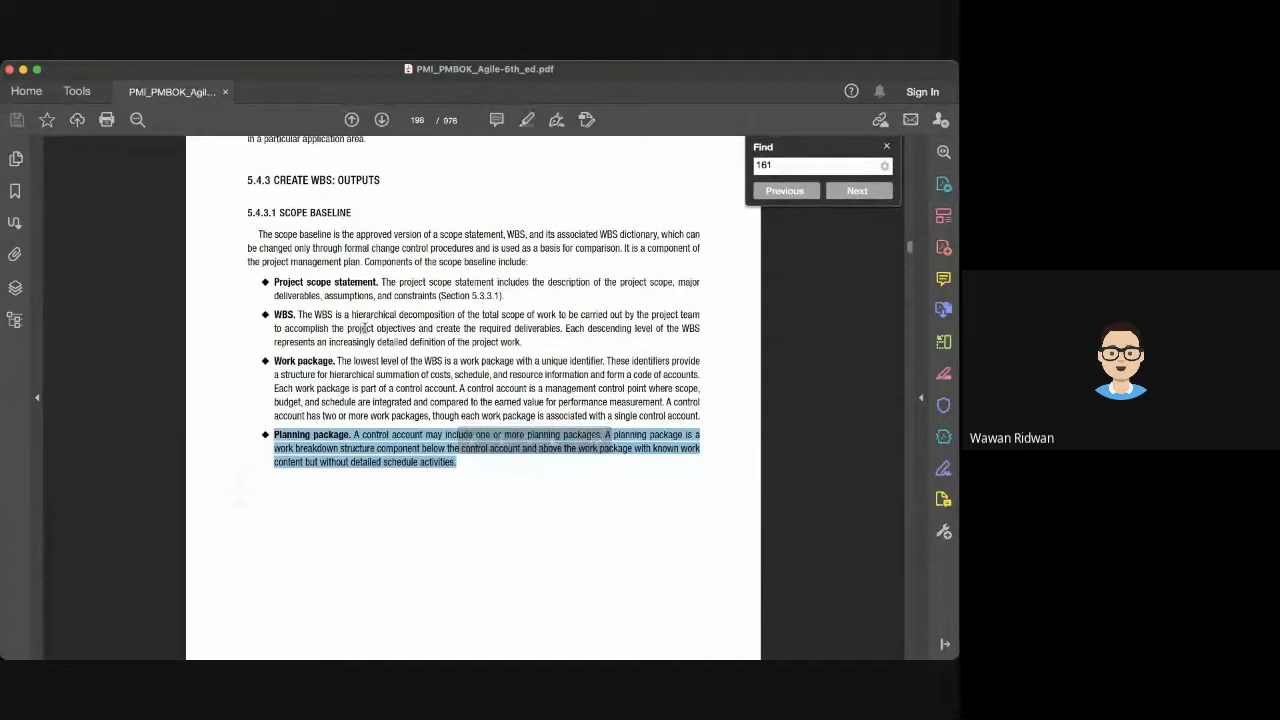 PMI_PMBOK_Agile-6th_ed.pdf
Home Tools PMI_PMBOK_Agil... × Sign In
198 / 976
in a particular application area.
Find
161
Previous Next
5.4.3 CREATE WBS: OUTPUTS
5.4.3.1 SCOPE BASELINE
The scope baseline is the approved version of a scope statement, WBS, and its associated WBS dictionary, which can
be changed only through formal change control procedures and is used as a basis for comparison. It is a component of
the project management plan. Components of the scope baseline include:
◆ Project scope statement. The project scope statement includes the description of the project scope, major
deliverables, assumptions, and constraints (Section 5.3.3.1).
◆ WBS. The WBS is a hierarchical decomposition of the total scope of work to be carried out by the project team
to accomplish the project objectives and create the required deliverables. Each descending level of the WBS
represents an increasingly detailed definition of the project work.
◆ Work package. The lowest level of the WBS is a work package with a unique identifier. These identifiers provide
a structure for hierarchical summation of costs, schedule, and resource information and form a code of accounts.
Each work package is part of a control account. A control account is a management control point where scope,
budget, and schedule are integrated and compared to the earned value for performance measurement. A control
account has two or more work packages, though each work package is associated with a single control account.
◆ Planning package. A control account may include one or more planning packages. A planning package is a
work breakdown structure component below the control account and above the work package with known work
content but without detailed schedule activities.
Wawan Ridwan